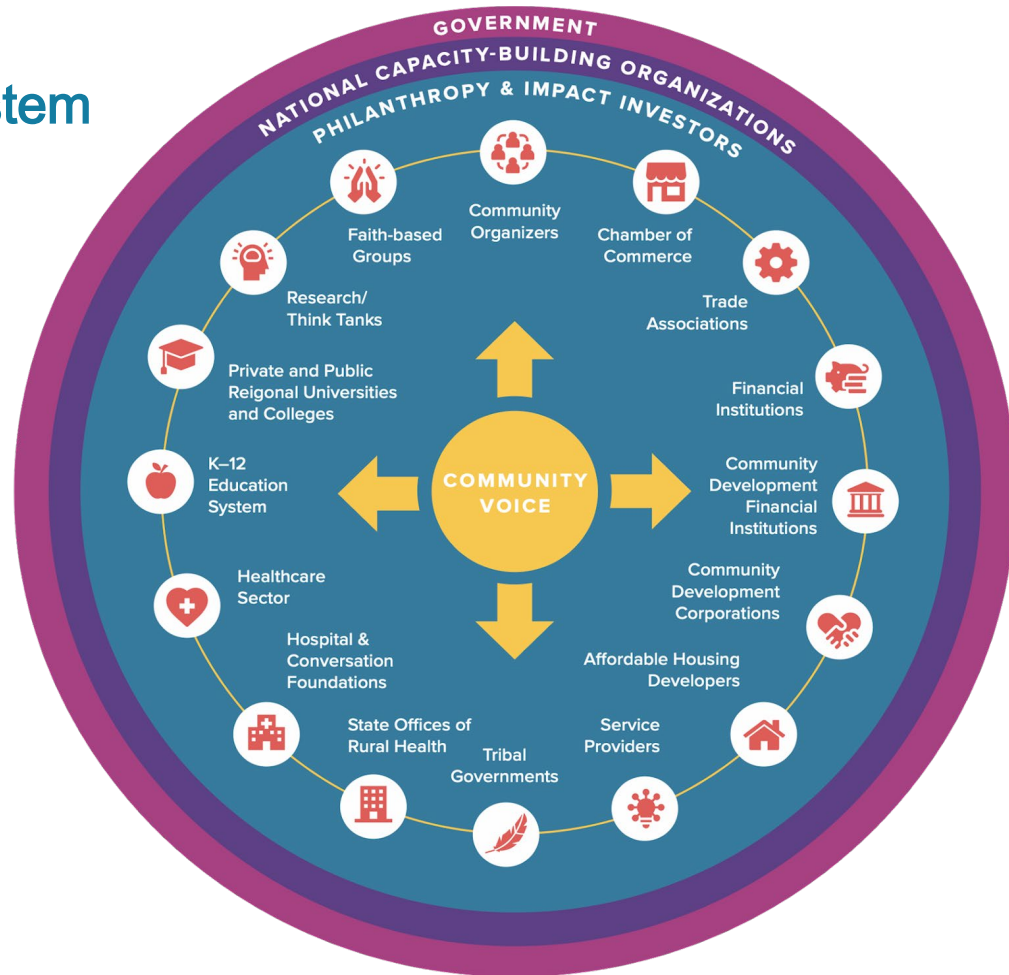 stem
GOVERNMENT
NATIONAL CAPACITY-BUILDING ORGANIZATIONS
PHILANTHROPY & IMPACT INVESTORS
Community
Organizers
Chamber of
Commerce
Trade
Associations
Financial
Institutions
Community
Development
Financial
Institutions
Community
Development
Corporations
Affordable Housing
Developers
Service
Providers
Tribal
Governments
State Offices of
Rural Health
Hospital &
Conversation
Foundations
Healthcare
Sector
K–12
Education
System
Private and Public
Reigonal Universities
and Colleges
Research/
Think Tanks
Faith-based
Groups
COMMUNITY
VOICE